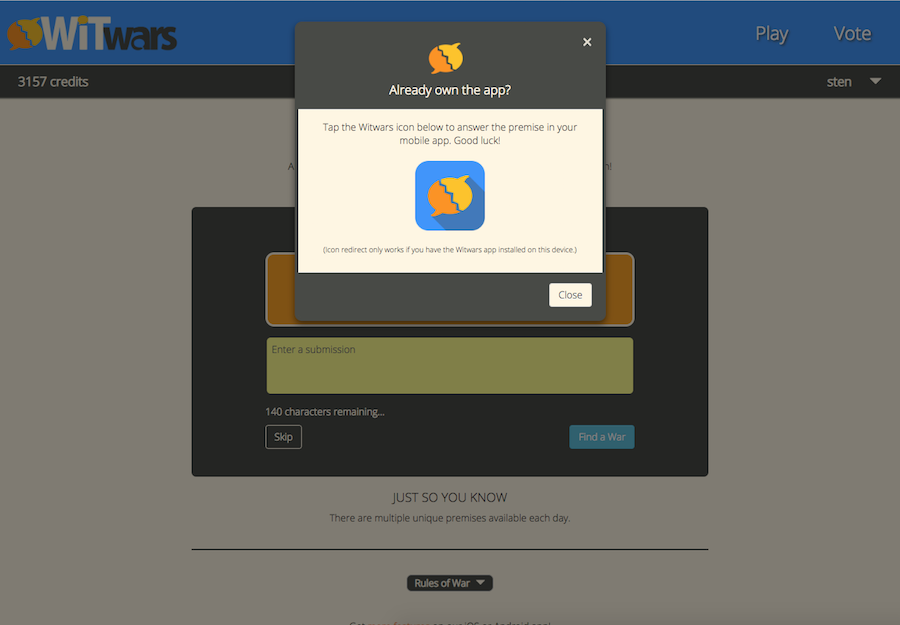 WiTwars
Play
Vote
3157 credits
sten
Already own the app?
Tap the Witwars icon below to answer the premise in your
mobile app. Good luck!
(Icon redirect only works if you have the Witwars app installed on this device.)
Close
Enter a submission
140 characters remaining...
Skip
Find a War
JUST SO YOU KNOW
There are multiple unique premises available each day.
Rules of War